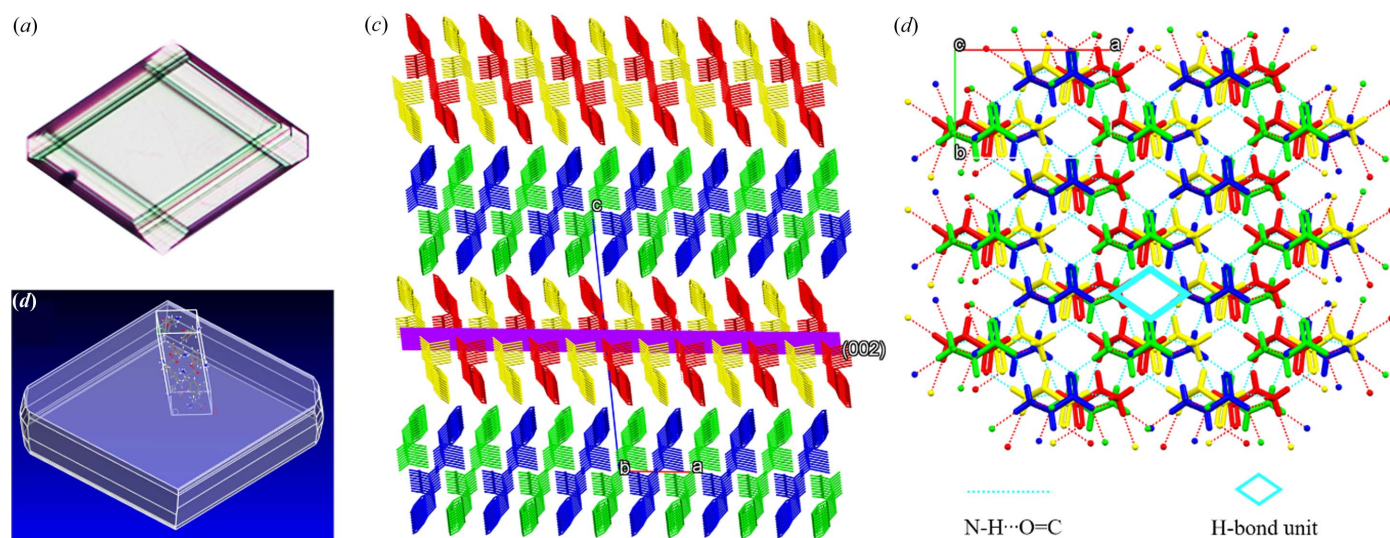 (a)
(c)
(d)
(d)
c
(002)
b
a
c
a
b
N-H···O=C
H-bond unit